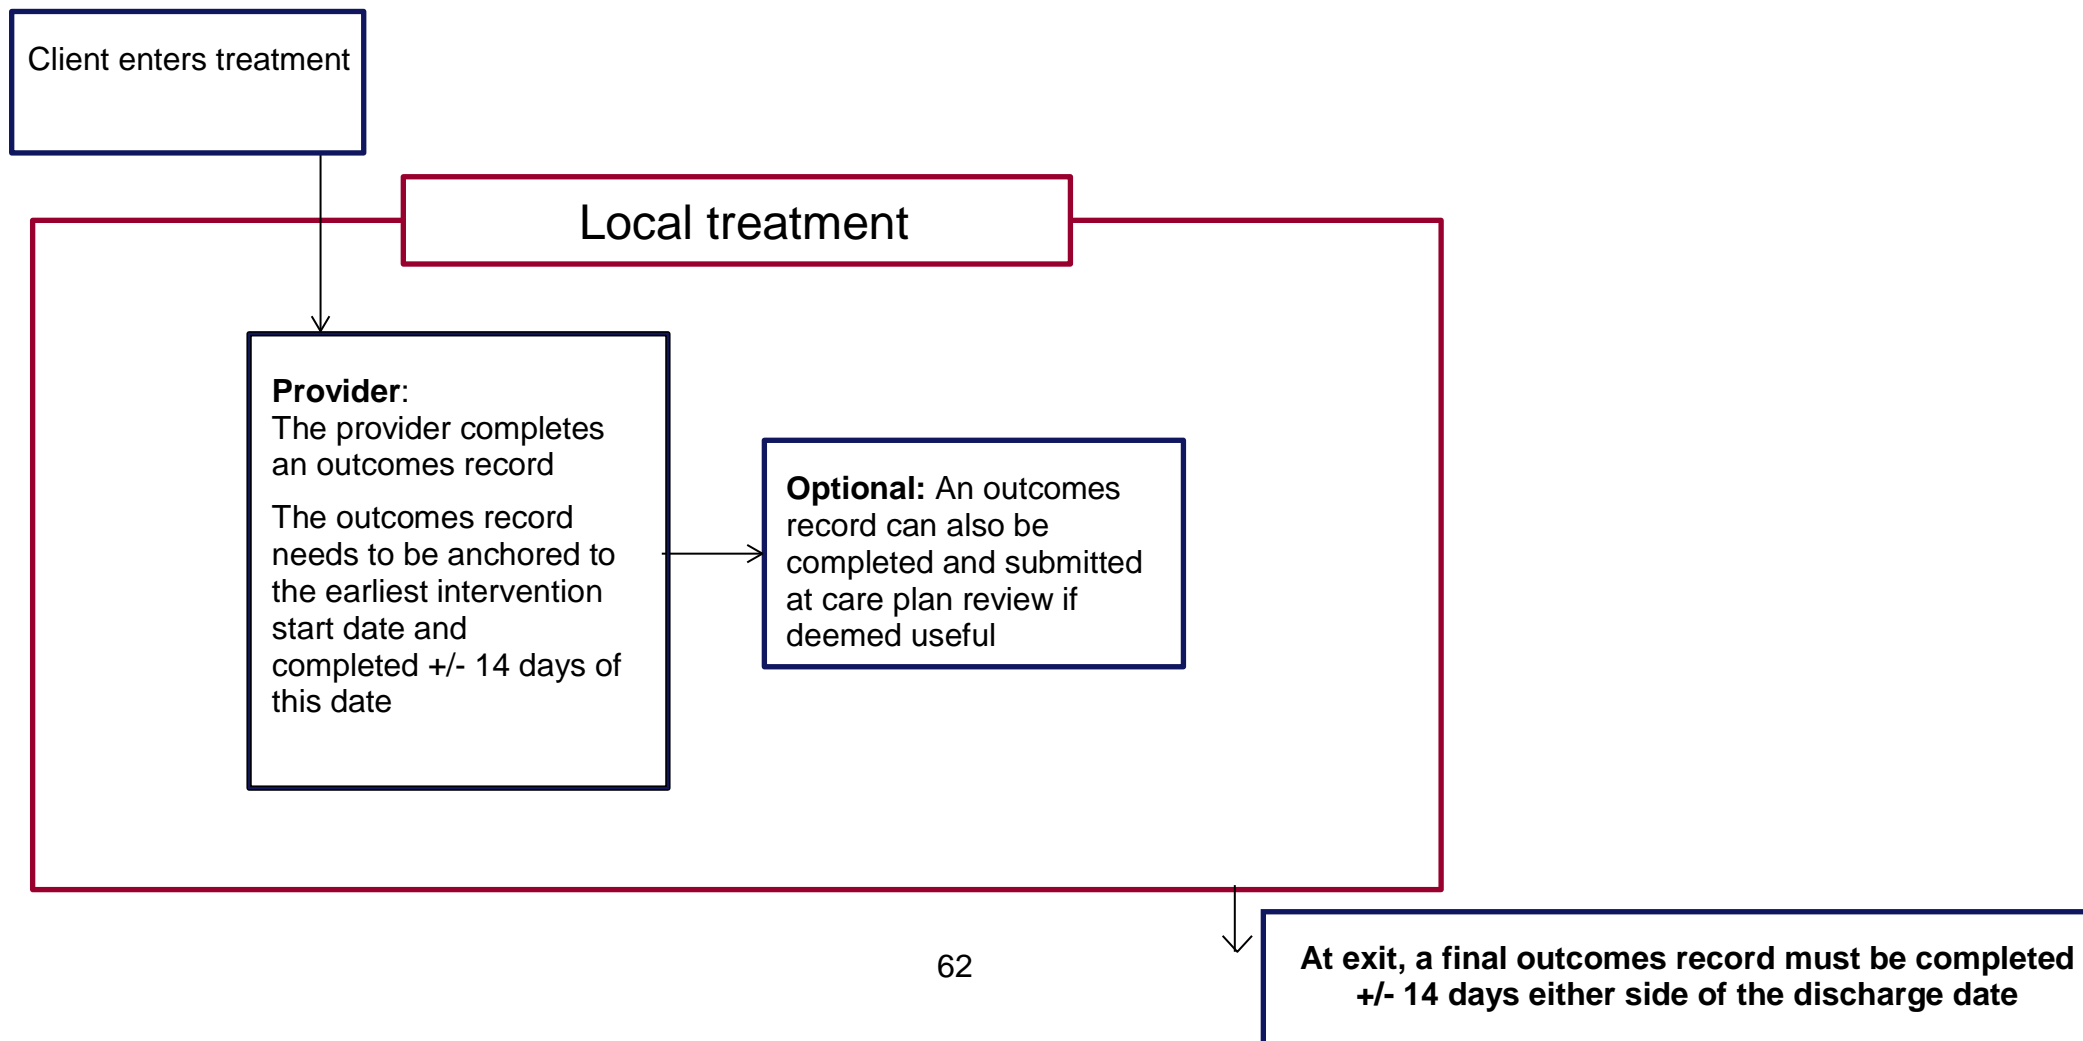 Client enters treatment
Local treatment
Provider:
The provider completes
an outcomes record
The outcomes record
needs to be anchored to
the earliest intervention
start date and
completed +/- 14 days of
this date
Optional: An outcomes
record can also be
completed and submitted
at care plan review if
deemed useful
62
At exit, a final outcomes record must be completed
+/- 14 days either side of the discharge date